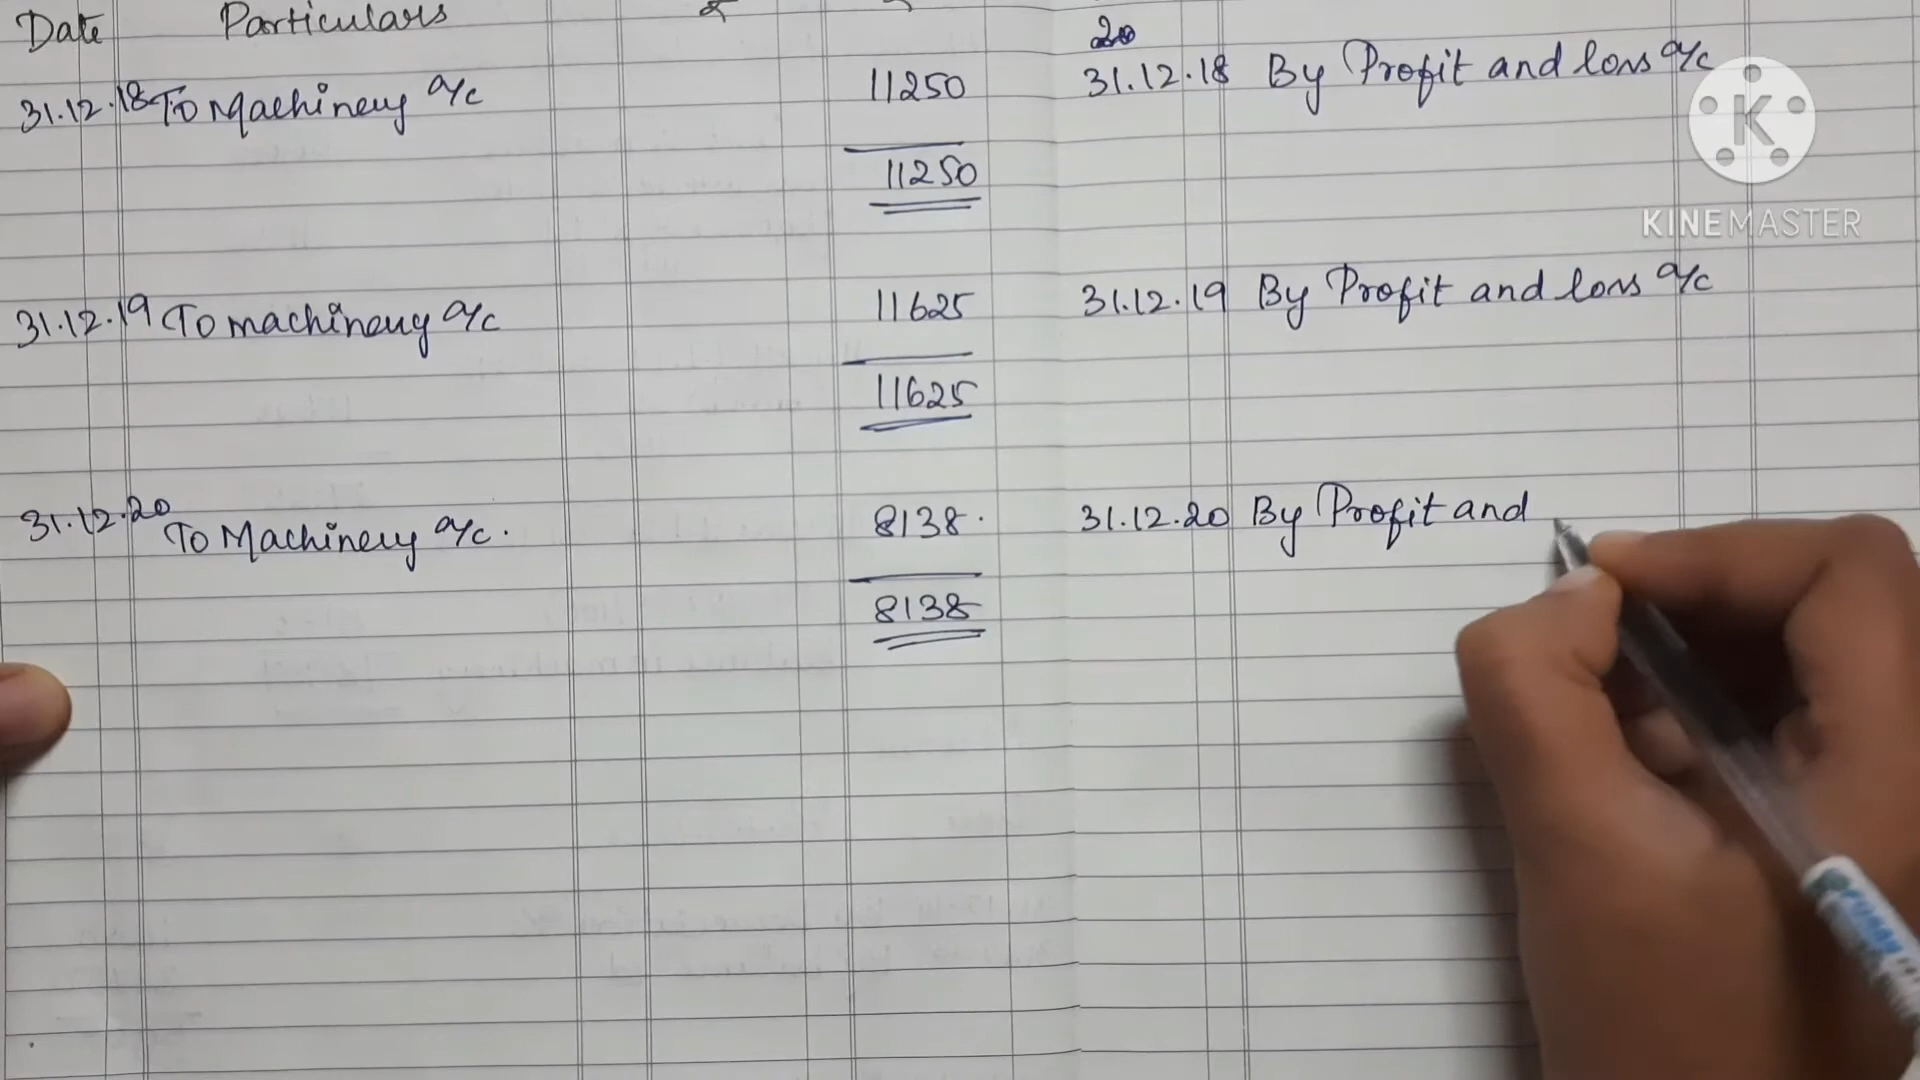 Date Particulars ₹
20
31.12.18 To Machinery a/c 11250 31.12.18 By Profit and loss a/c
11250
K
KINEMASTER
31.12.19 To machinery a/c 11625 31.12.19 By Profit and loss a/c
11625
31.12.20 To Machinery a/c. 8138. 31.12.20 By Profit and
8138